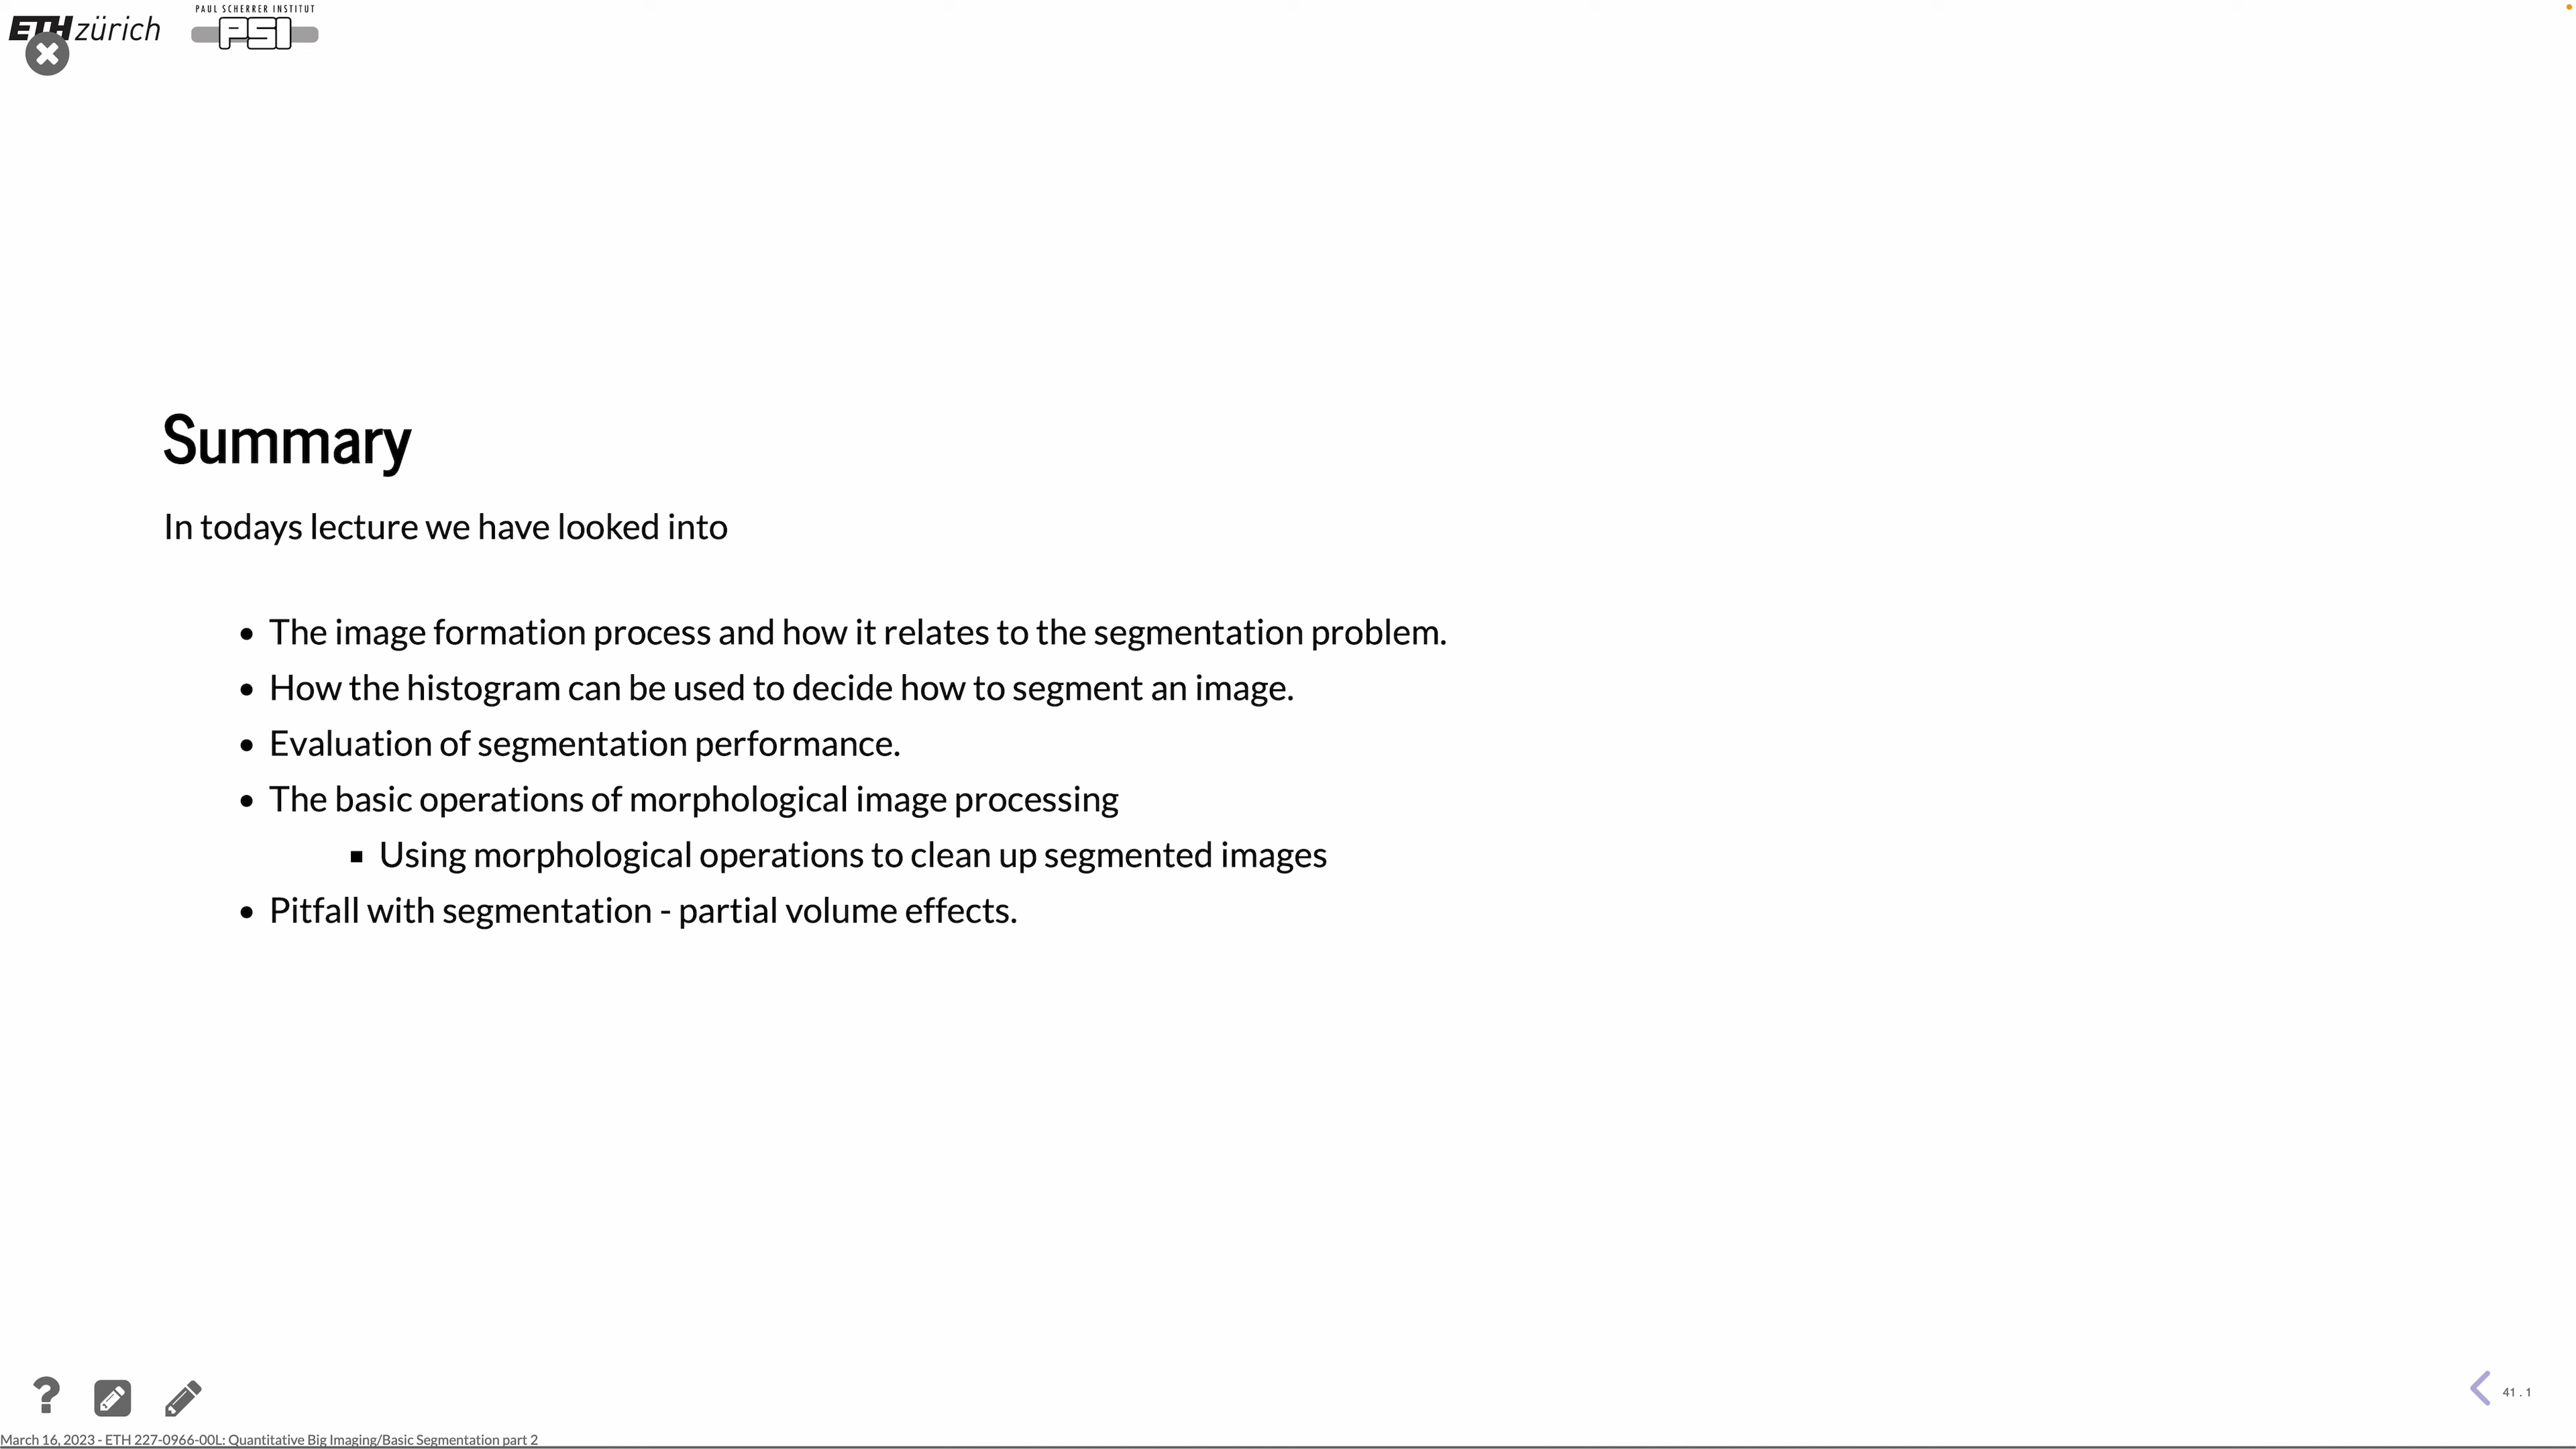 ETH zürich
PAUL SCHERRER INSTITUT
PSI
Summary
In todays lecture we have looked into
• The image formation process and how it relates to the segmentation problem.
• How the histogram can be used to decide how to segment an image.
• Evaluation of segmentation performance.
• The basic operations of morphological image processing
▪ Using morphological operations to clean up segmented images
• Pitfall with segmentation - partial volume effects.
?
41 . 1
March 16, 2023 - ETH 227-0966-00L: Quantitative Big Imaging/Basic Segmentation part 2